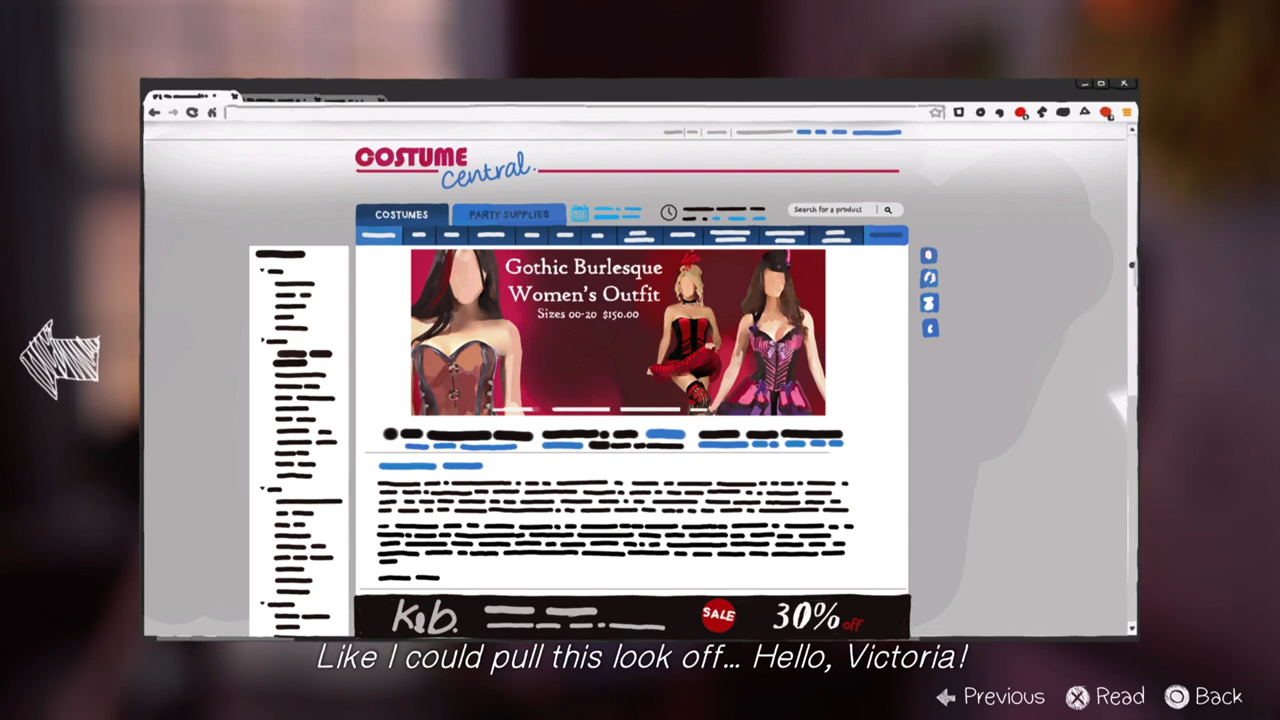 COSTUME
central.
COSTUMES
PARTY SUPPLIES
Search for a product
Gothic Burlesque
Women's Outfit
Sizes 00-20 $150.00
K&b.
SALE
30% off
Like I could pull this look off... Hello, Victoria!
Previous
Read
Back